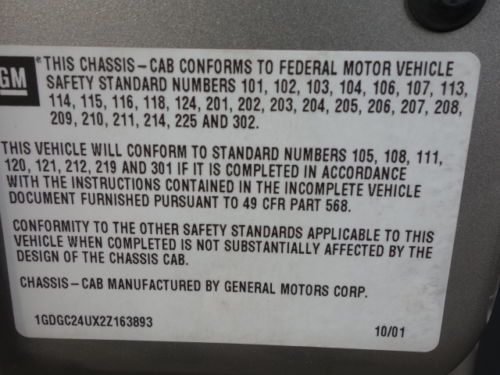 GM
THIS CHASSIS-CAB CONFORMS TO FEDERAL MOTOR VEHICLE
SAFETY STANDARD NUMBERS 101, 102, 103, 104, 106, 107, 113,
114, 115, 116, 118, 124, 201, 202, 203, 204, 205, 206, 207, 208,
209, 210, 211, 214, 225 AND 302.
THIS VEHICLE WILL CONFORM TO STANDARD NUMBERS 105, 108, 111,
120, 121, 212, 219 AND 301 IF IT IS COMPLETED IN ACCORDANCE
WITH THE INSTRUCTIONS CONTAINED IN THE INCOMPLETE VEHICLE
DOCUMENT FURNISHED PURSUANT TO 49 CFR PART 568.
CONFORMITY TO THE OTHER SAFETY STANDARDS APPLICABLE TO THIS
VEHICLE WHEN COMPLETED IS NOT SUBSTANTIALLY AFFECTED BY THE
DESIGN OF THE CHASSIS CAB.
CHASSIS-CAB MANUFACTURED BY GENERAL MOTORS CORP.
1GDGC24UX2Z163893 10/01